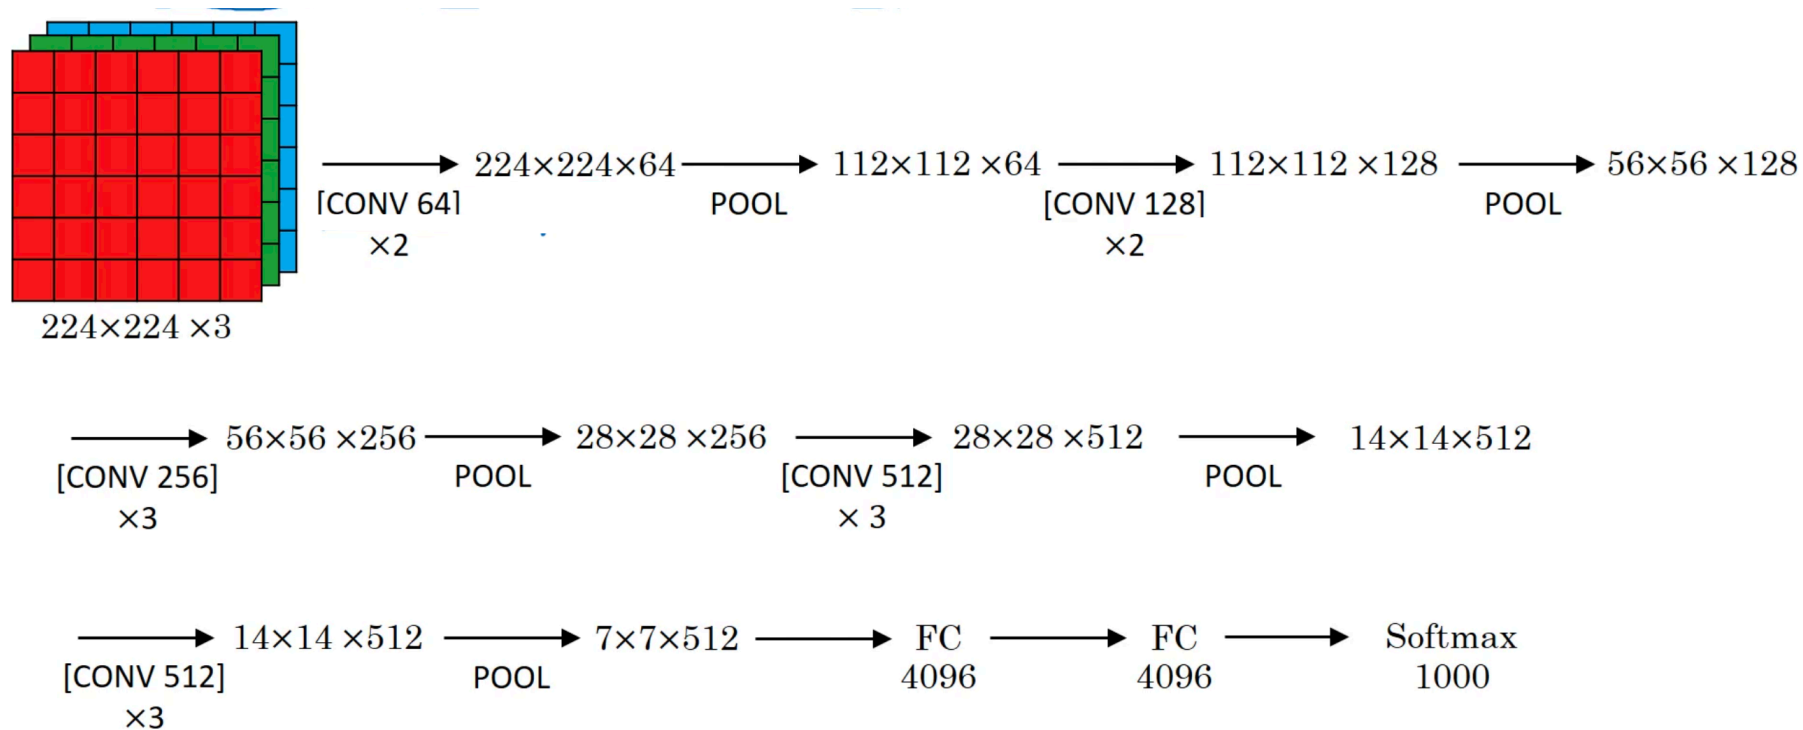 224×224×64 112×112 ×64 112×112 ×128 56×56 ×128
[CONV 64] POOL [CONV 128] POOL
×2 ×2
224×224 ×3
56×56 ×256 28×28 ×256 28×28 ×512 14×14×512
[CONV 256] POOL [CONV 512] POOL
×3 × 3
14×14 ×512 7×7×512 FC FC Softmax
[CONV 512] POOL 4096 4096 1000
×3